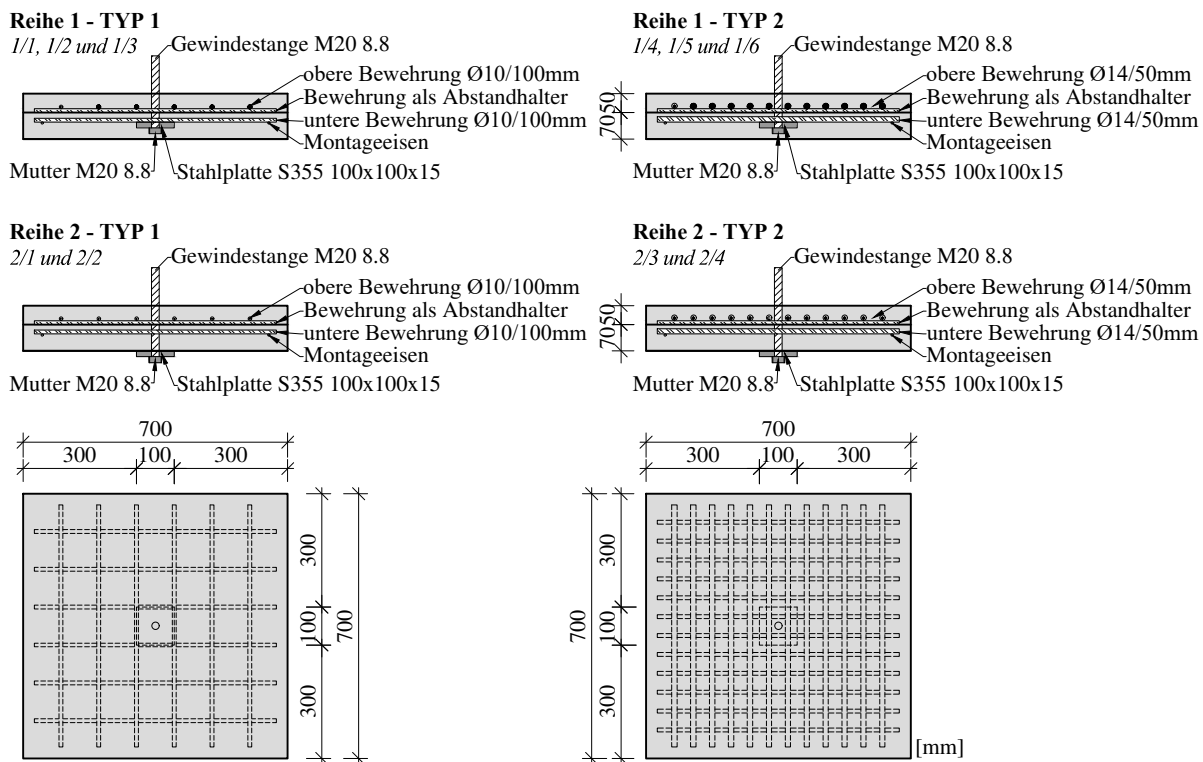 Reihe 1 - TYP 1
1/1, 1/2 und 1/3
Gewindestange M20 8.8
obere Bewehrung Ø10/100mm
Bewehrung als Abstandhalter
untere Bewehrung Ø10/100mm
Montageeisen
Mutter M20 8.8
Stahlplatte S355 100x100x15
Reihe 1 - TYP 2
1/4, 1/5 und 1/6
Gewindestange M20 8.8
obere Bewehrung Ø14/50mm
Bewehrung als Abstandhalter
untere Bewehrung Ø14/50mm
Montageeisen
7050
Mutter M20 8.8
Stahlplatte S355 100x100x15
Reihe 2 - TYP 1
2/1 und 2/2
Gewindestange M20 8.8
obere Bewehrung Ø10/100mm
Bewehrung als Abstandhalter
untere Bewehrung Ø10/100mm
Montageeisen
Mutter M20 8.8
Stahlplatte S355 100x100x15
Reihe 2 - TYP 2
2/3 und 2/4
Gewindestange M20 8.8
obere Bewehrung Ø14/50mm
Bewehrung als Abstandhalter
untere Bewehrung Ø14/50mm
Montageeisen
7050
Mutter M20 8.8
Stahlplatte S355 100x100x15
700
300 100 300
300
100
300
700
700
300 100 300
700
300
100
300
[mm]